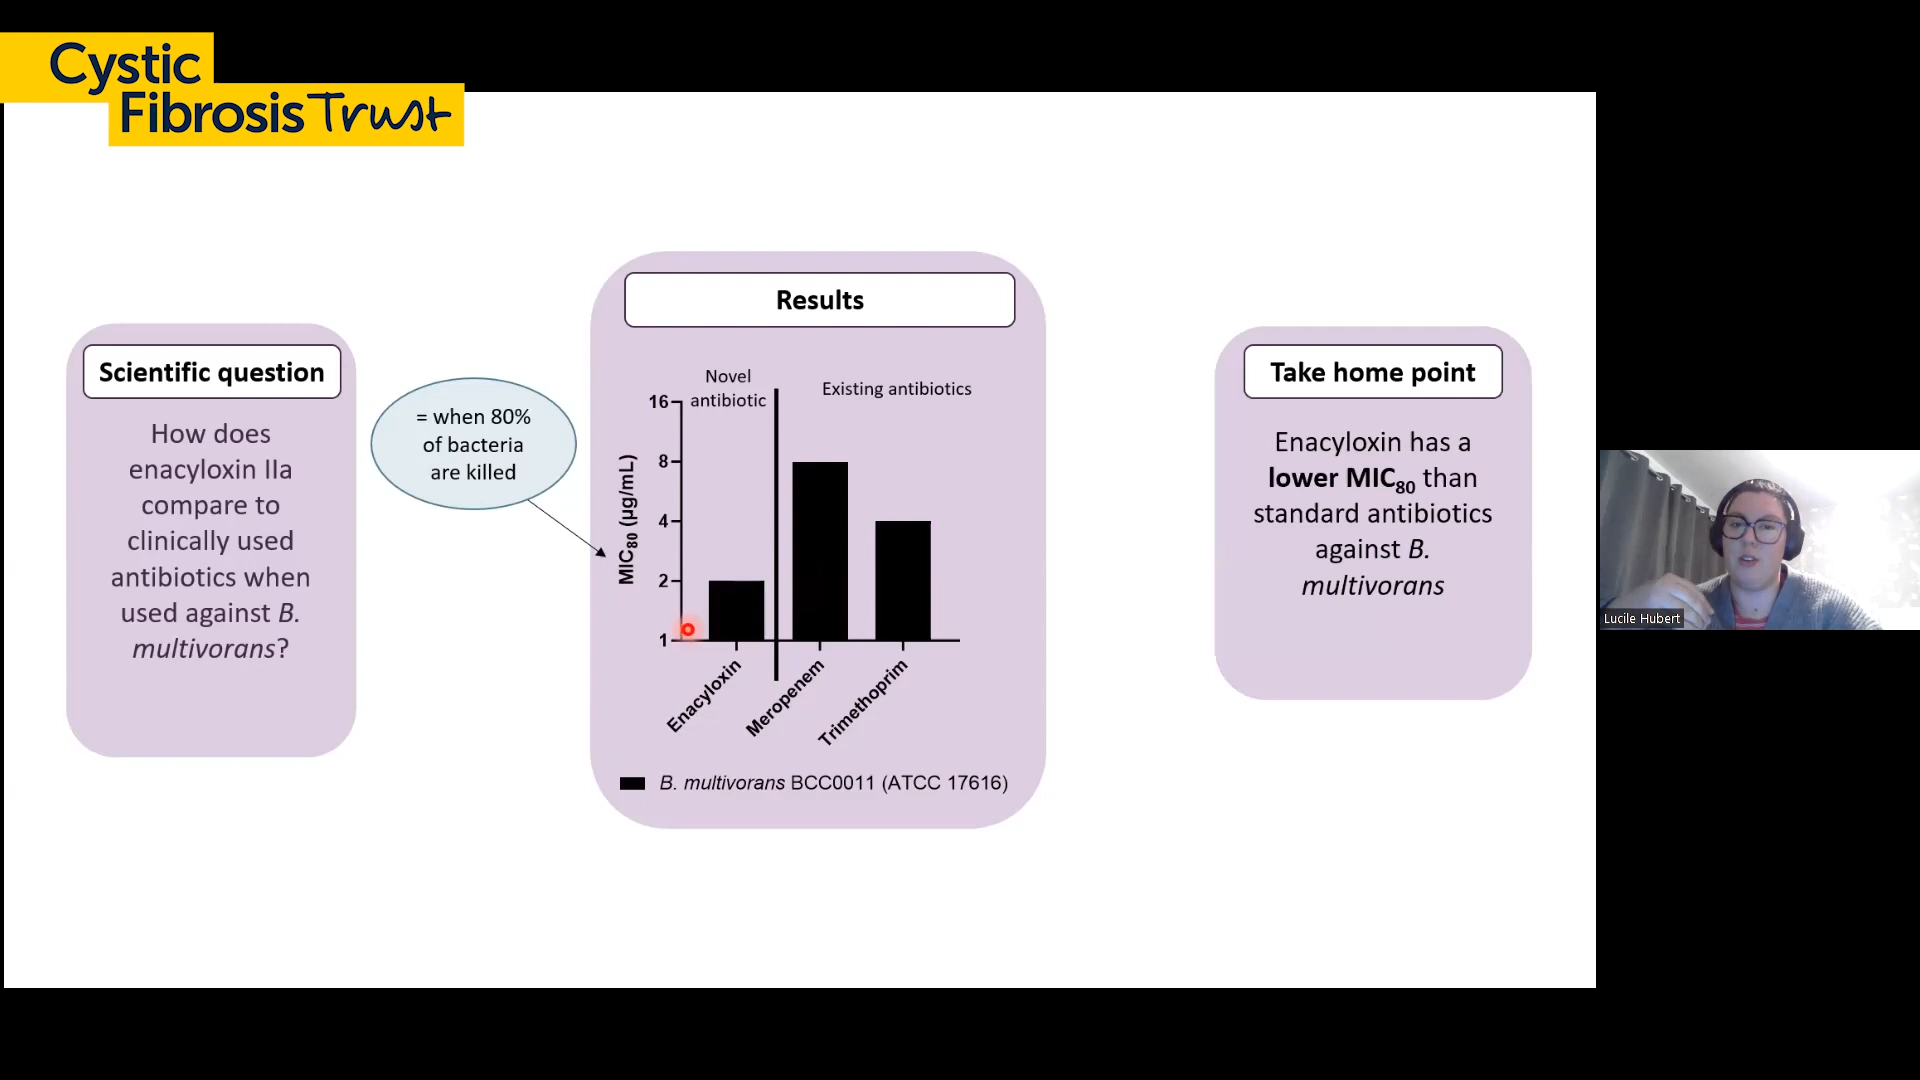 Cystic
Fibrosis Trust
Scientific question
How does
enacyloxin IIa
compare to
clinically used
antibiotics when
used against B.
multivorans?
= when 80%
of bacteria
are killed
Results
Novel
antibiotic
Existing antibiotics
MIC80 (µg/mL)
16
8
4
2
1
Enacyloxin
Meropenem
Trimethoprim
B. multivorans BCC0011 (ATCC 17616)
Take home point
Enacyloxin has a
lower MIC80 than
standard antibiotics
against B.
multivorans
Lucile Hubert